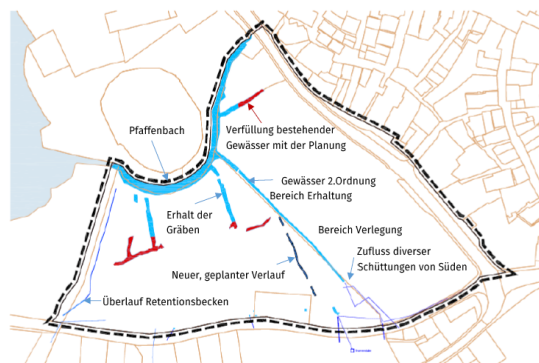 Pfaffenbach
Verfüllung bestehender
Gewässer mit der Planung
Gewässer 2.Ordnung
Bereich Erhaltung
Erhalt der
Gräben
Bereich Verlegung
Zufluss diverser
Schüttungen von Süden
Neuer, geplanter Verlauf
Überlauf Retentionsbecken